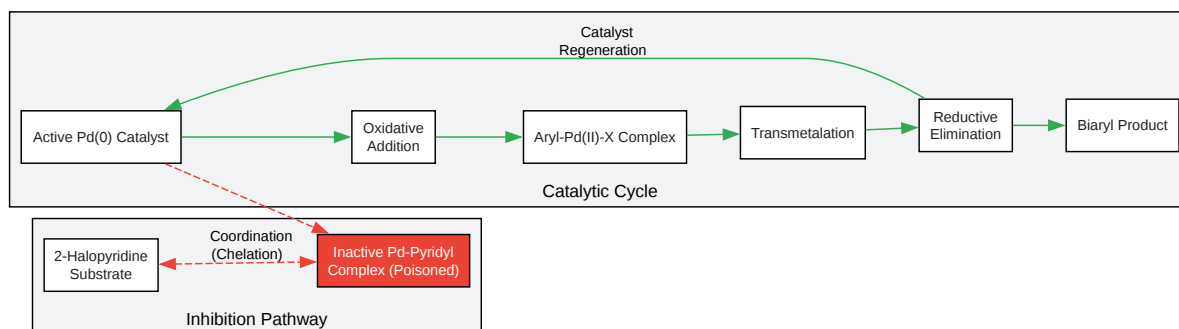 Catalyst
Regeneration
Active Pd(0) Catalyst
Oxidative
Addition
Aryl-Pd(II)-X Complex
Transmetalation
Reductive
Elimination
Biaryl Product
Catalytic Cycle
2-Halopyridine
Substrate
Coordination
(Chelation)
Inactive Pd-Pyridyl
Complex (Poisoned)
Inhibition Pathway